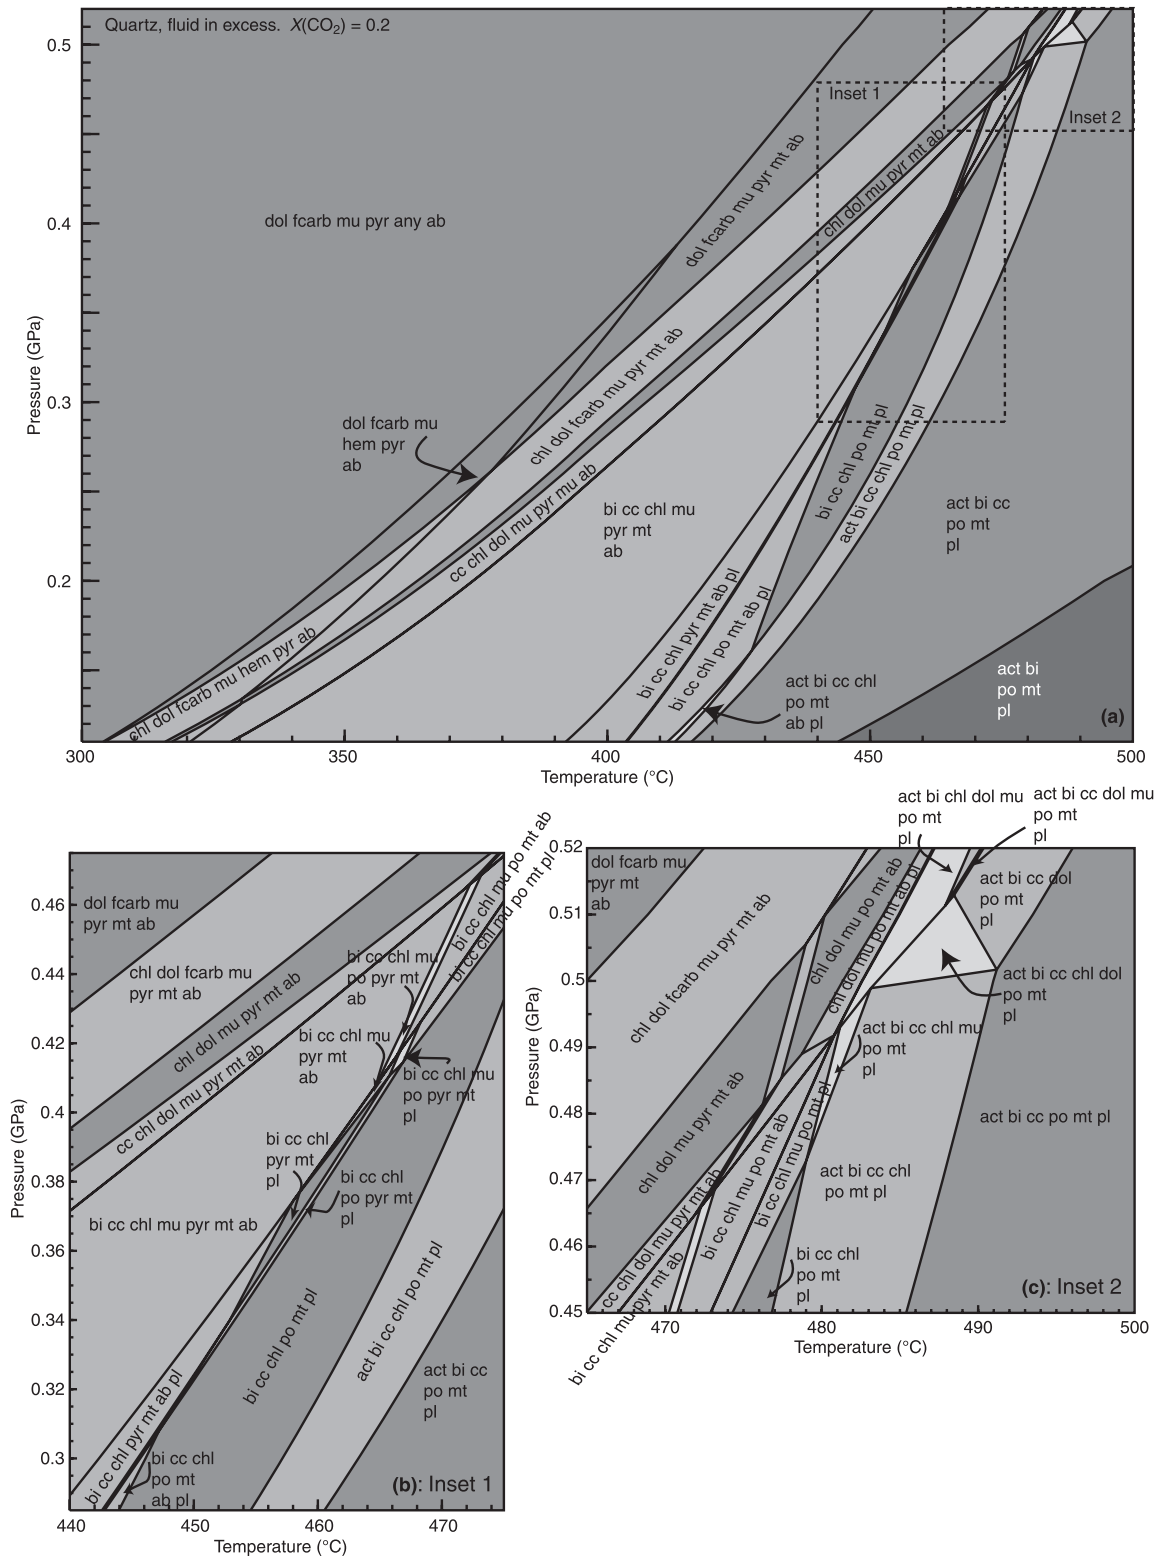 Quartz, fluid in excess. X(CO₂) = 0.2
0.5
0.4
0.3
0.2
Pressure (GPa)
Inset 1
Inset 2
dol fcarb mu pyr any ab
dol fcarb mu pyr mt ab
chl dol mu pyr mt ab
chl dol fcarb mu pyr mt ab
dol fcarb mu
hem pyr
ab
cc chl dol mu pyr mu ab
bi cc chl mu
pyr mt
ab
bi cc chl po mt pl
act bi cc chl po mt pl
act bi cc
po mt
pl
chl dol fcarb mu hem pyr ab
bi cc chl pyr mt ab pl
bi cc chl po mt ab pl
act bi cc chl
po mt
ab pl
act bi
po mt
pl
(a)
300
350
400
450
500
Temperature (°C)
0.46
0.44
0.42
0.4
0.38
0.36
0.34
0.32
0.3
Pressure (GPa)
dol fcarb mu
pyr mt ab
chl dol fcarb mu
pyr mt ab
chl dol mu pyr mt ab
cc chl dol mu pyr mt ab
bi cc chl mu pyr mt ab
bi cc chl mu
po pyr mt
ab
bi cc chl mu
pyr mt
ab
bi cc chl mu po mt ab
bi cc chl mu po mt pl
bi cc chl mu
po pyr mt
pl
bi cc chl
pyr mt
pl
bi cc chl
po pyr mt
pl
bi cc chl po mt pl
act bi cc chl po mt pl
act bi cc
po mt
pl
bi cc chl pyr mt ab pl
bi cc chl
po mt
ab pl
(b): Inset 1
440
450
460
470
Temperature (°C)
act bi chl dol mu
po mt
pl
act bi cc dol mu
po mt
pl
0.52
0.51
0.5
0.49
0.48
0.47
0.46
0.45
Pressure (GPa)
dol fcarb mu
pyr mt
ab
chl dol fcarb mu pyr mt ab
chl dol mu po mt ab
chl dol mu po mt ab pl
act bi cc dol
po mt
pl
act bi cc chl dol
po mt
pl
act bi cc chl mu
po mt
pl
chl dol mu pyr mt ab
cc chl dol mu pyr mt ab
bi cc chl mu pyr mt ab
bi cc chl mu po mt ab
bi cc chl mu po mt pl
act bi cc chl
po mt pl
act bi cc po mt pl
bi cc chl
po mt
pl
(c): Inset 2
470
480
490
500
Temperature (°C)